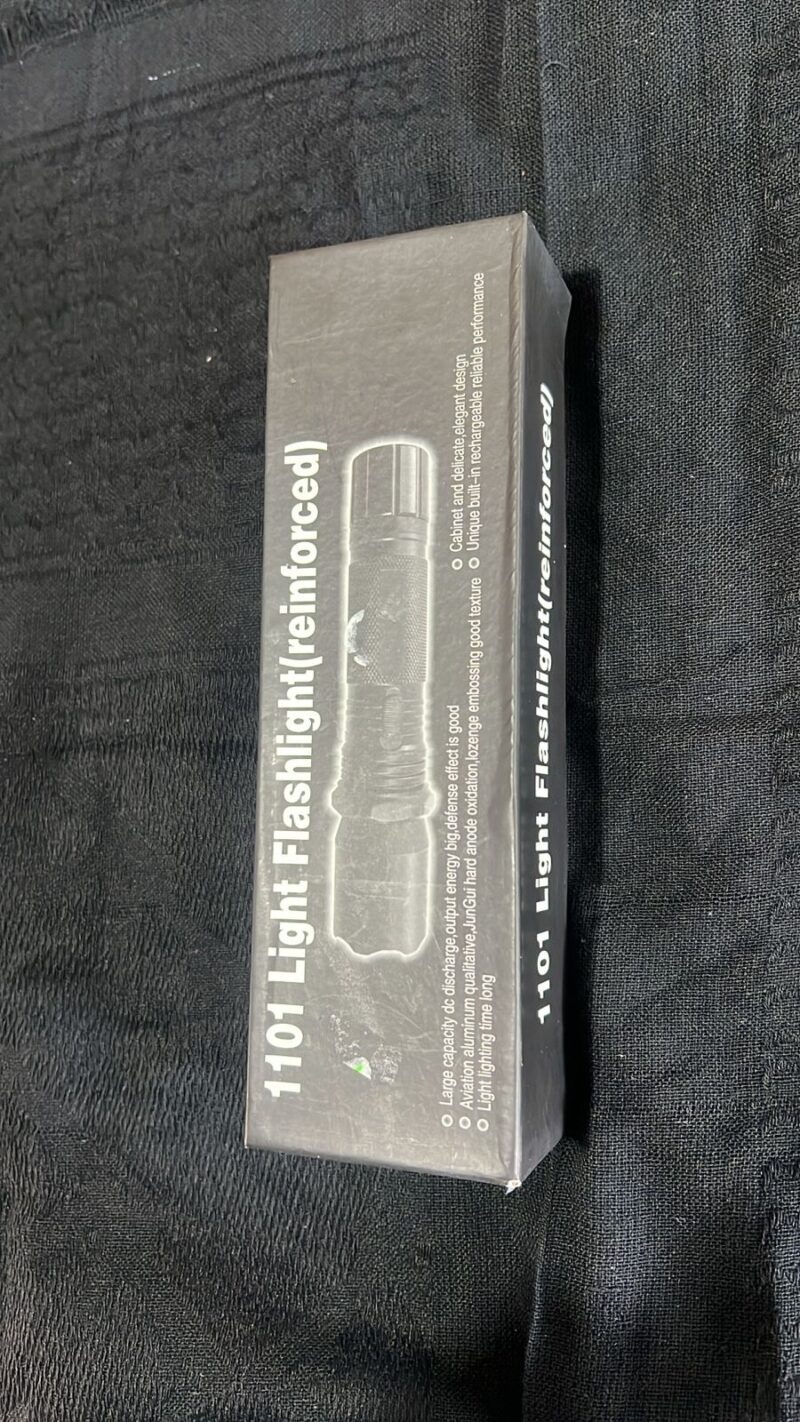 1101 Light Flashlight(reinforced)
Large capacity dc discharge,output energy big,defense effect is good
Aviation aluminum qualitative,JunGui hard anode oxidation,lozenge embossing good texture
Light lighting time long
Cabinet and delicate,elegant design
Unique built-in rechargeable reliable performance
1101 Light Flashlight(reinforced)